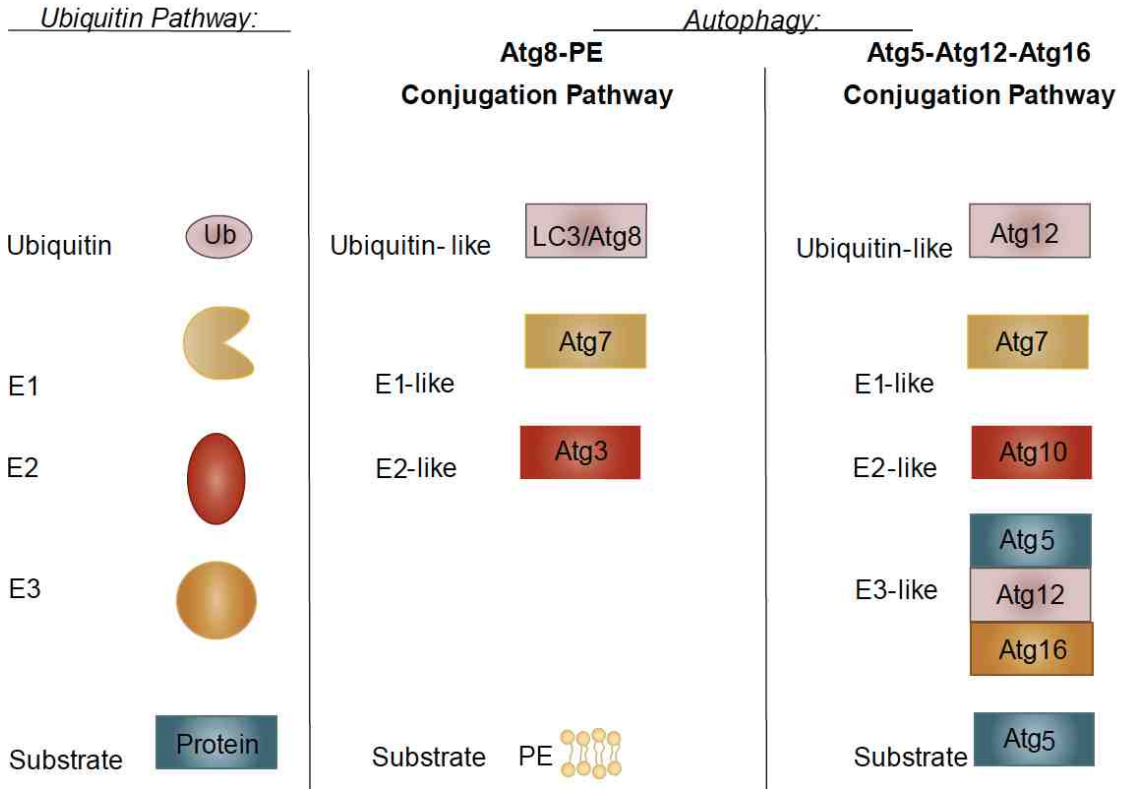 Ubiquitin Pathway:
Autophagy:
Atg8-PE
Conjugation Pathway
Atg5-Atg12-Atg16
Conjugation Pathway
Ubiquitin
Ub
Ubiquitin- like
LC3/Atg8
Ubiquitin-like
Atg12
E1
E1-like
Atg7
E1-like
Atg7
E2
E2-like
Atg3
E2-like
Atg10
E3
E3-like
Atg5
Atg12
Atg16
Substrate
Protein
Substrate
PE
Substrate
Atg5